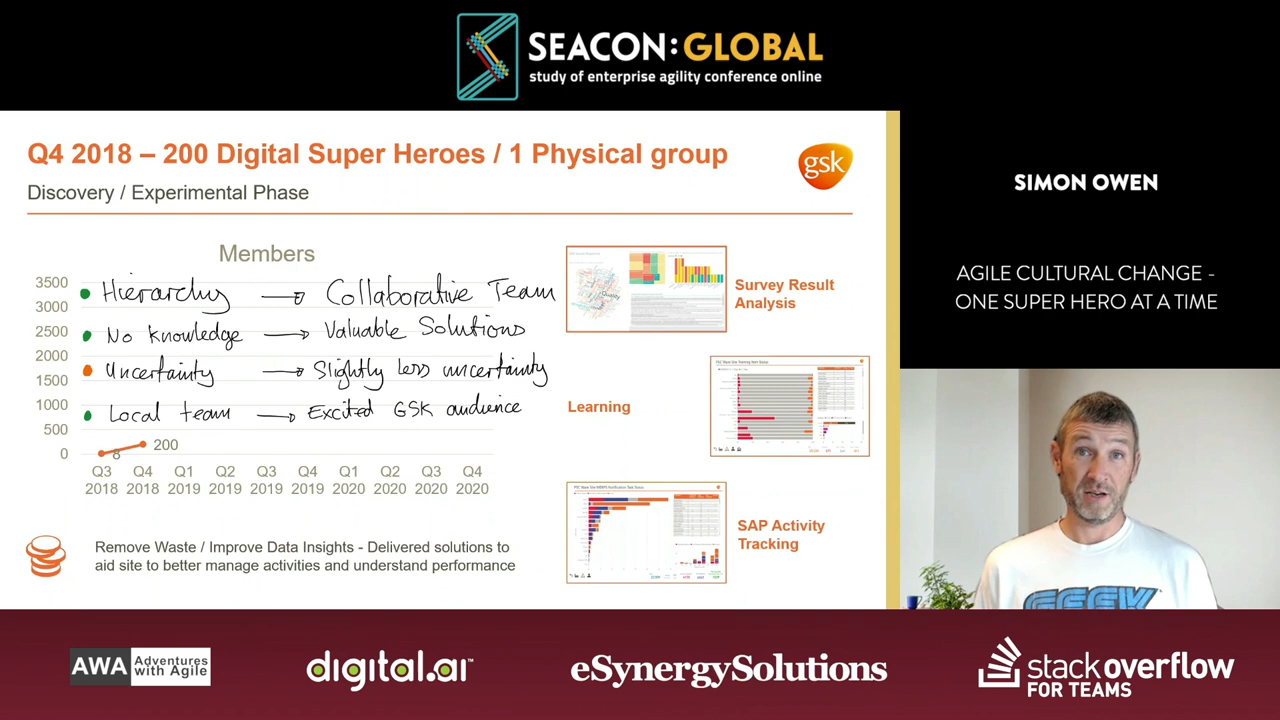 SEACON:GLOBAL
study of enterprise agility conference online
Q4 2018 – 200 Digital Super Heroes / 1 Physical group
gsk
Discovery / Experimental Phase
Members
3500
3000
2500
2000
1500
1000
500
0
Hierarchy → Collaborative Team
No knowledge → Valuable Solutions
Uncertainty → Slightly less uncertainty
Local team → Excited GSK audience
8
200
Q3 Q4 Q1 Q2 Q3 Q4 Q1 Q2 Q3 Q4
2018 2018 2019 2019 2019 2019 2020 2020 2020 2020
Survey Result
Analysis
Learning
SAP Activity
Tracking
Remove Waste / Improve Data Insights - Delivered solutions to
aid site to better manage activities and understand performance
SIMON OWEN
AGILE CULTURAL CHANGE -
ONE SUPER HERO AT A TIME
GEEK
AWA Adventures
with Agile
digital.ai™
eSynergySolutions
stackoverflow
FOR TEAMS